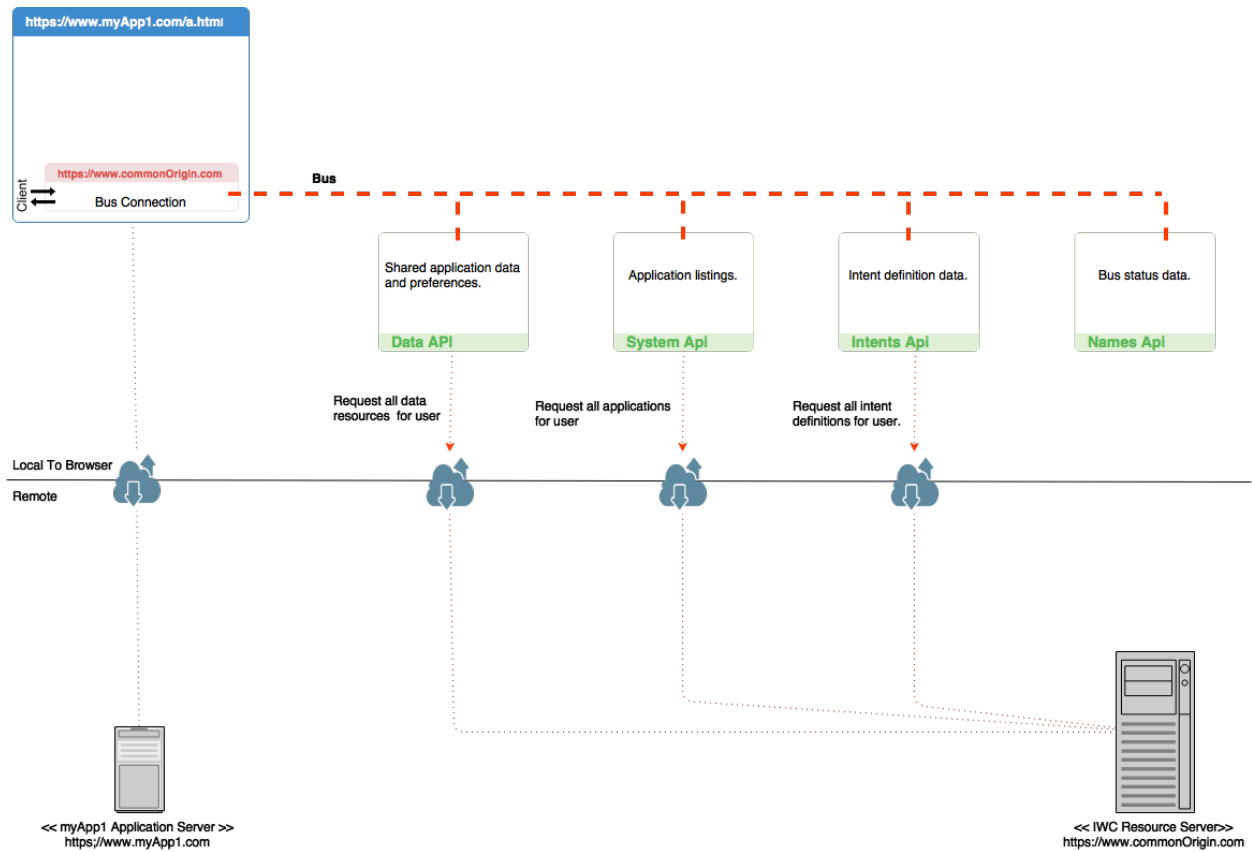 https://www.myApp1.com/a.html
https://www.commonOrigin.com
Client
Bus Connection
Bus
Shared application data
and preferences.
Data API
Application listings.
System Api
Intent definition data.
Intents Api
Bus status data.
Names Api
Request all data
resources for user
Request all applications
for user
Request all intent
definitions for user.
Local To Browser
Remote
<< myApp1 Application Server >>
https;/www.myApp1.com
<< IWC Resource Server>>
https://www.commonOrigin.com